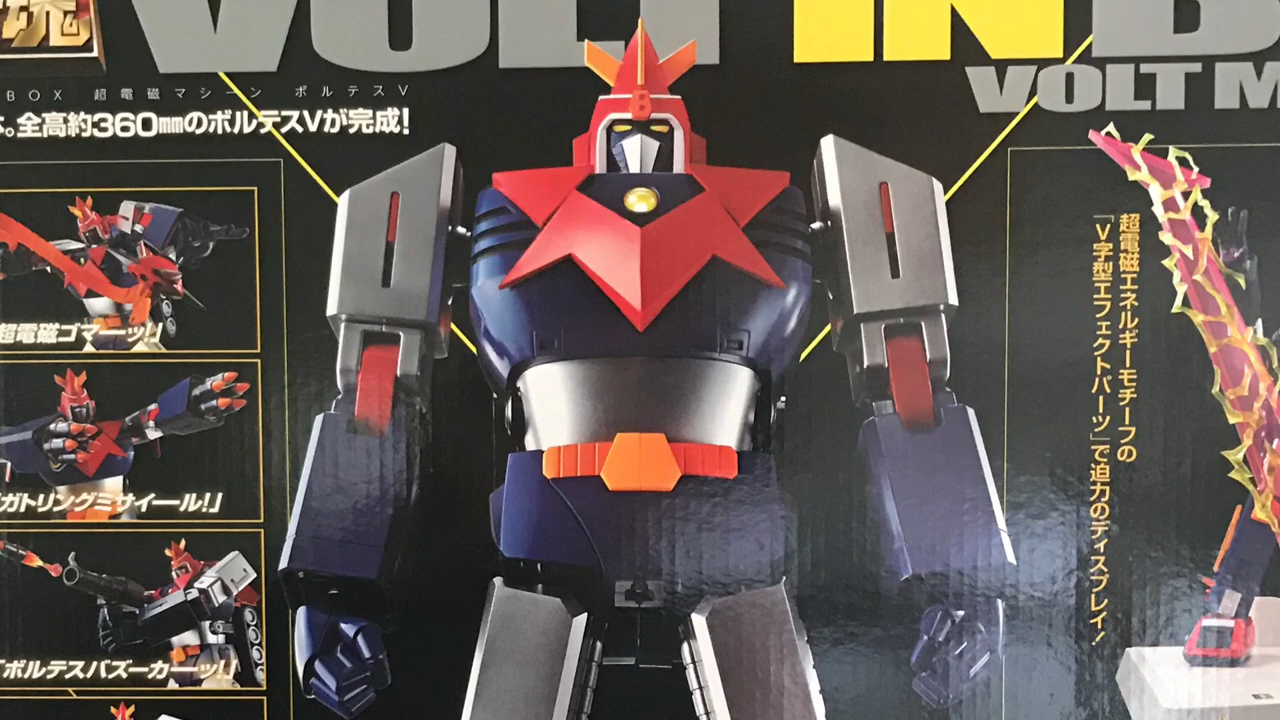 魂
VOLT IN B
VOLT M
BOX 超電磁マシーン ボルテスV
。全高約360mmのボルテスVが完成!
超電磁ゴマーッ!」
「ガトリングミサイール!」
「ボルテスバズーカーッ!」
超電磁エネルギーモチーフの
「V字型エフェクトパーツ」で迫力のディスプレイ!